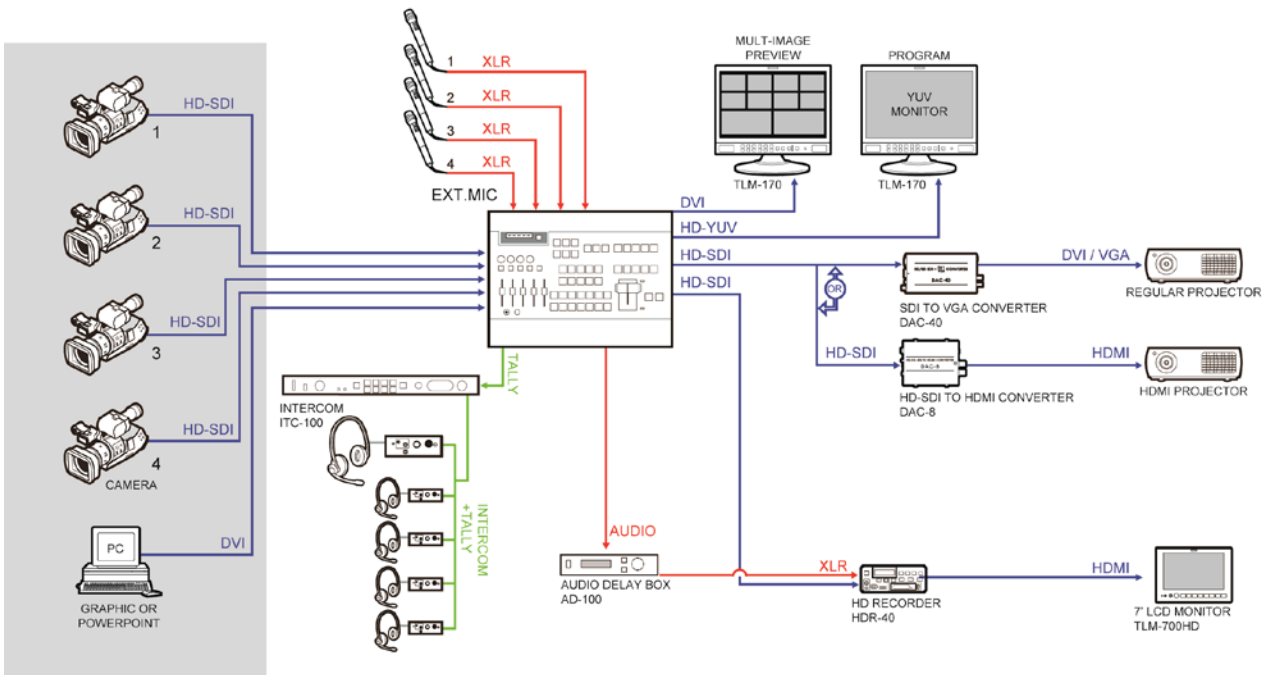 HD-SDI
1
HD-SDI
2
HD-SDI
3
HD-SDI
4
CAMERA
PC
DVI
GRAPHIC OR
POWERPOINT
1 XLR
2 XLR
3 XLR
4 XLR
EXT.MIC
MULT-IMAGE
PREVIEW
TLM-170
PROGRAM
YUV
MONITOR
TLM-170
DVI
HD-YUV
HD-SDI
HD-SDI
OR
DAC-40
SDI TO VGA CONVERTER
DAC-40
DVI / VGA
REGULAR PROJECTOR
HD-SDI
DAC-8
HD-SDI TO HDMI CONVERTER
DAC-8
HDMI
HDMI PROJECTOR
TALLY
INTERCOM
ITC-100
INTERCOM
+TALLY
AUDIO
AUDIO DELAY BOX
AD-100
XLR
HD RECORDER
HDR-40
HDMI
7" LCD MONITOR
TLM-700HD